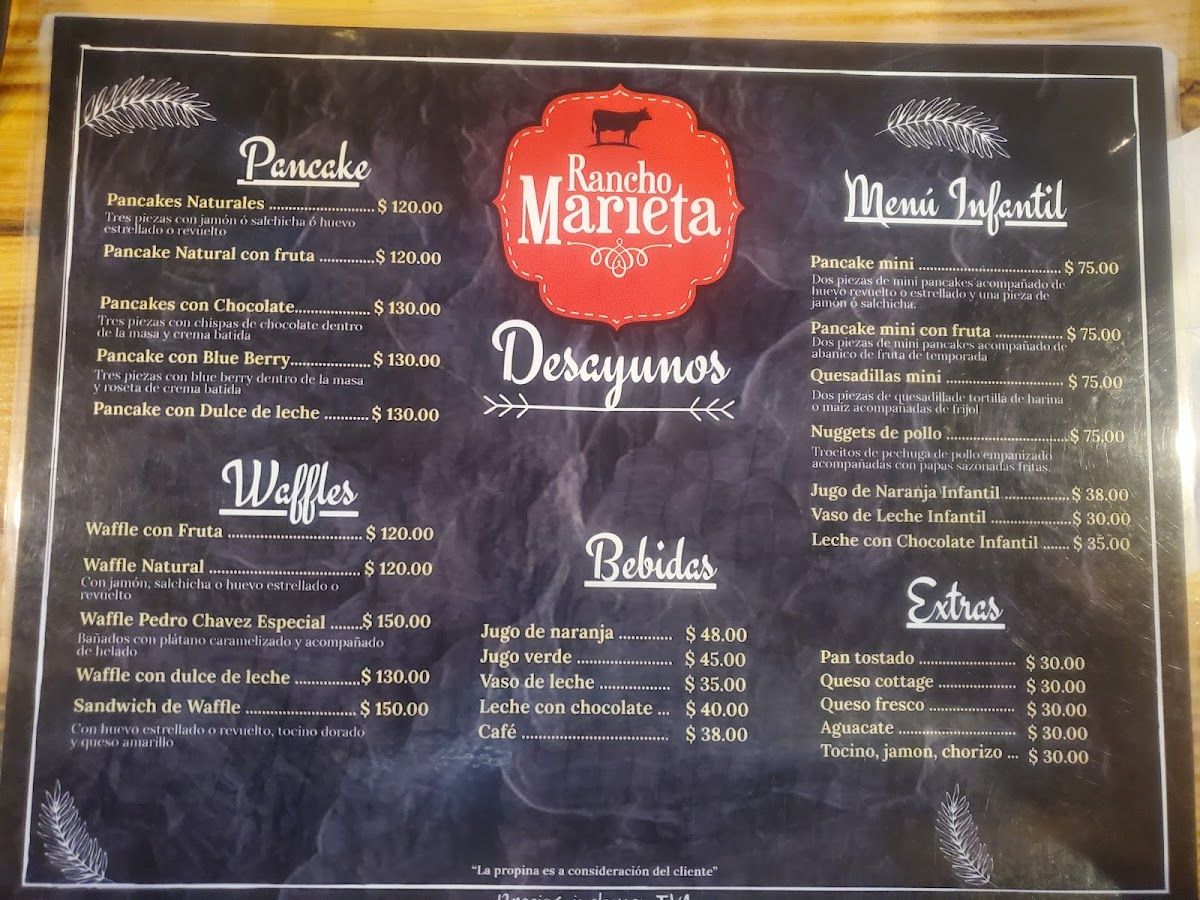 Rancho
Marieta
Desayunos
Pancake
Pancakes Naturales ........................ $ 120.00
Tres piezas con jamón ó salchicha ó huevo
estrellado o revuelto
Pancake Natural con fruta ............ $ 120.00
Pancakes con Chocolate................. $ 130.00
Tres piezas con chispas de chocolate dentro
de la masa y crema batida
Pancake con Blue Berry.................. $ 130.00
Tres piezas con blue berry dentro de la masa
y roseta de crema batida
Pancake con Dulce de leche .......... $ 130.00
Waffles
Waffle con Fruta .............................. $ 120.00
Waffle Natural .................................. $ 120.00
Con jamón, salchicha o huevo estrellado o
revuelto
Waffle Pedro Chavez Especial ....... $ 150.00
Bañados con plátano caramelizado y acompañado
de helado
Waffle con dulce de leche .............. $ 130.00
Sandwich de Waffle ......................... $ 150.00
Con huevo estrellado o revuelto, tocino dorado
y queso amarillo
Bebidas
Jugo de naranja ............ $ 48.00
Jugo verde ..................... $ 45.00
Vaso de leche ................ $ 35.00
Leche con chocolate ... $ 40.00
Café ................................. $ 38.00
Menú Infantil
Pancake mini ................................ $ 75.00
Dos piezas de mini pancakes acompañado de
huevo revuelto o estrellado y una pieza de
jamón ó salchicha.
Pancake mini con fruta ............... $ 75.00
Dos piezas de mini pancakes acompañado de
abanico de fruta de temporada
Quesadillas mini .......................... $ 75.00
Dos piezas de quesadillade tortilla de harina
o maiz acompañadas de frijol
Nuggets de pollo ........................... $ 75.00
Trocitos de pechuga de pollo empanizado
acompañadas con papas sazonadas fritas.
Jugo de Naranja Infantil .............. $ 38.00
Vaso de Leche Infantil ................. $ 30.00
Leche con Chocolate Infantil ...... $ 35.00
Extras
Pan tostado ...................... $ 30.00
Queso cottage .................. $ 30.00
Queso fresco .................... $ 30.00
Aguacate ........................... $ 30.00
Tocino, jamon, chorizo ... $ 30.00
"La propina es a consideración del cliente"